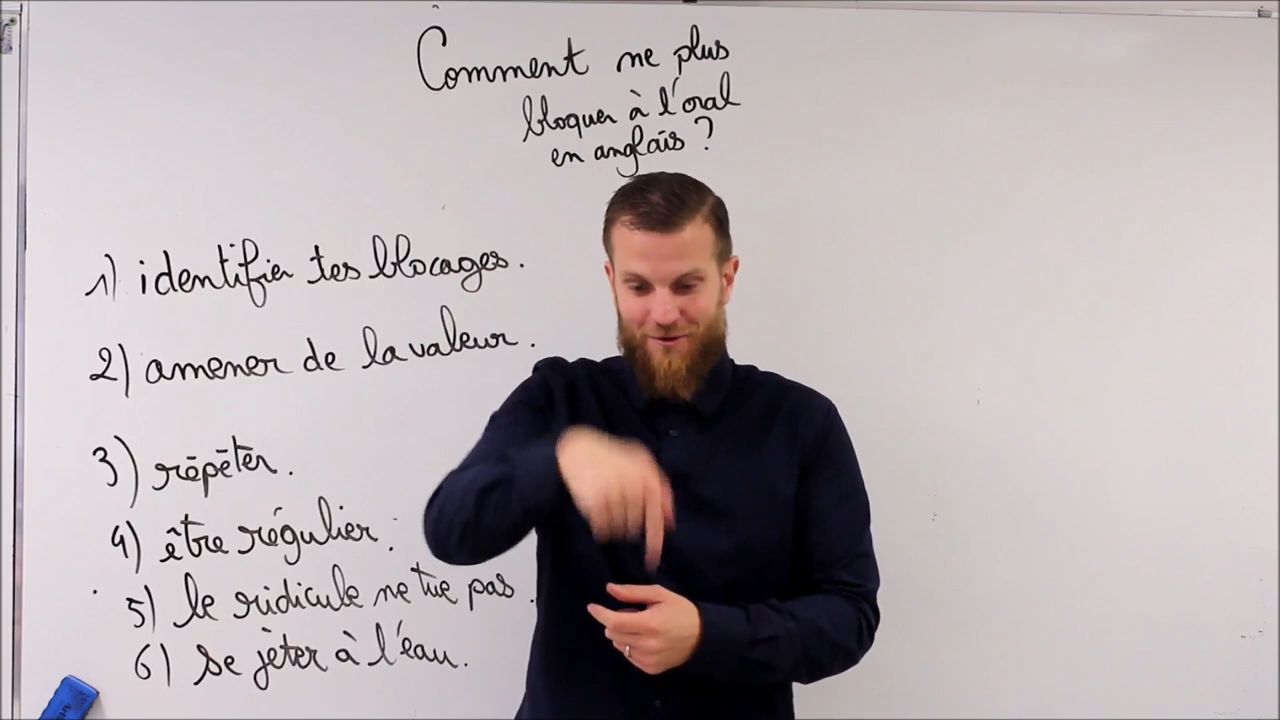 Comment ne plus
bloquer à l'oral
en anglais ?
1) identifier tes blocages.
2) amener de la valeur.
3) répéter.
4) être régulier.
5) le ridicule ne tue pas.
6) se jeter à l'eau.